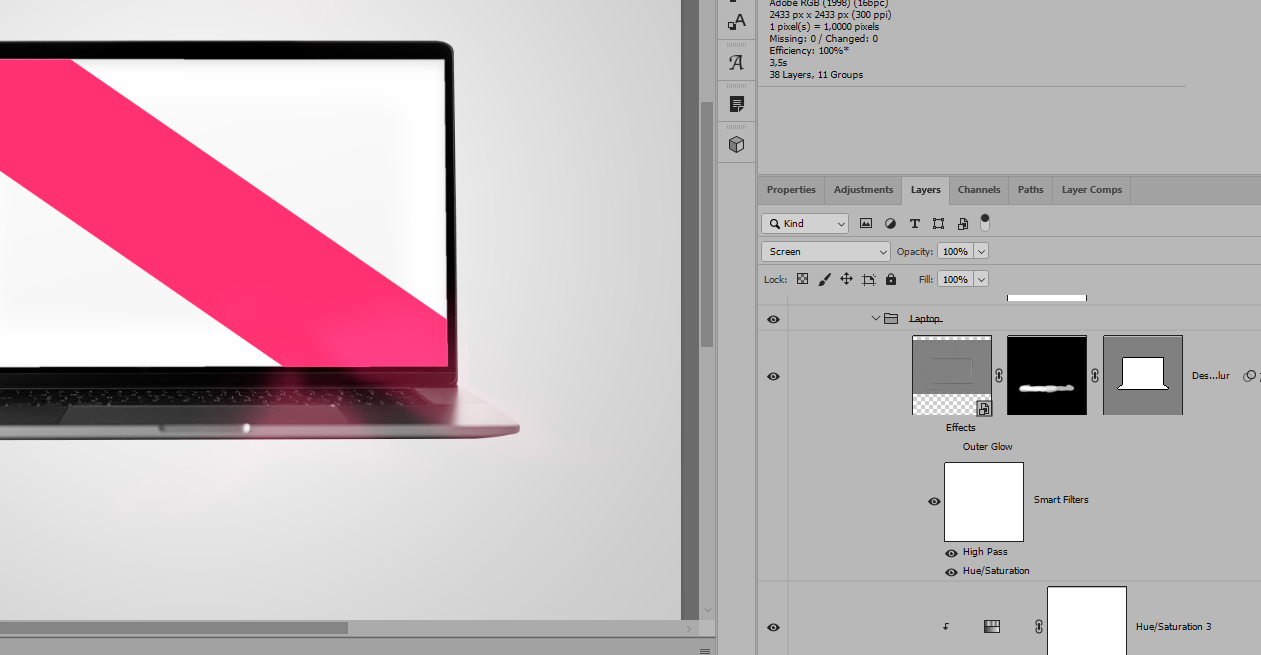 Adobe RGB (1998) (16bpc)
2433 px x 2433 px (300 ppi)
1 pixel(s) = 1,0000 pixels
Missing: 0 / Changed: 0
Efficiency: 100%*
3,5s
38 Layers, 11 Groups
Properties Adjustments Layers Channels Paths Layer Comps
Kind
Screen Opacity: 100%
Lock: Fill: 100%
Laptop
Des...lur
Effects
Outer Glow
Smart Filters
High Pass
Hue/Saturation
Hue/Saturation 3